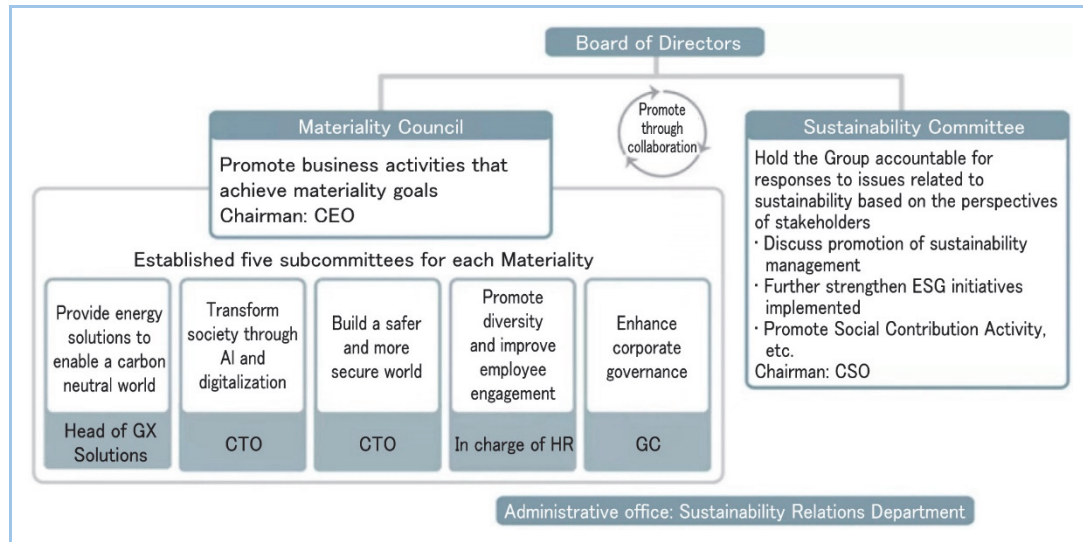 Board of Directors
Promote
through
collaboration
Materiality Council
Promote business activities that
achieve materiality goals
Chairman: CEO
Established five subcommittees for each Materiality
Provide energy
solutions to
enable a carbon
neutral world
Head of GX
Solutions
Transform
society through
AI and
digitalization
CTO
Build a safer
and more
secure world
CTO
Promote
diversity
and improve
employee
engagement
In charge of HR
Enhance
corporate
governance
GC
Sustainability Committee
Hold the Group accountable for
responses to issues related to
sustainability based on the perspectives
of stakeholders
・Discuss promotion of sustainability
management
・Further strengthen ESG initiatives
implemented
・Promote Social Contribution Activity,
etc.
Chairman: CSO
Administrative office: Sustainability Relations Department